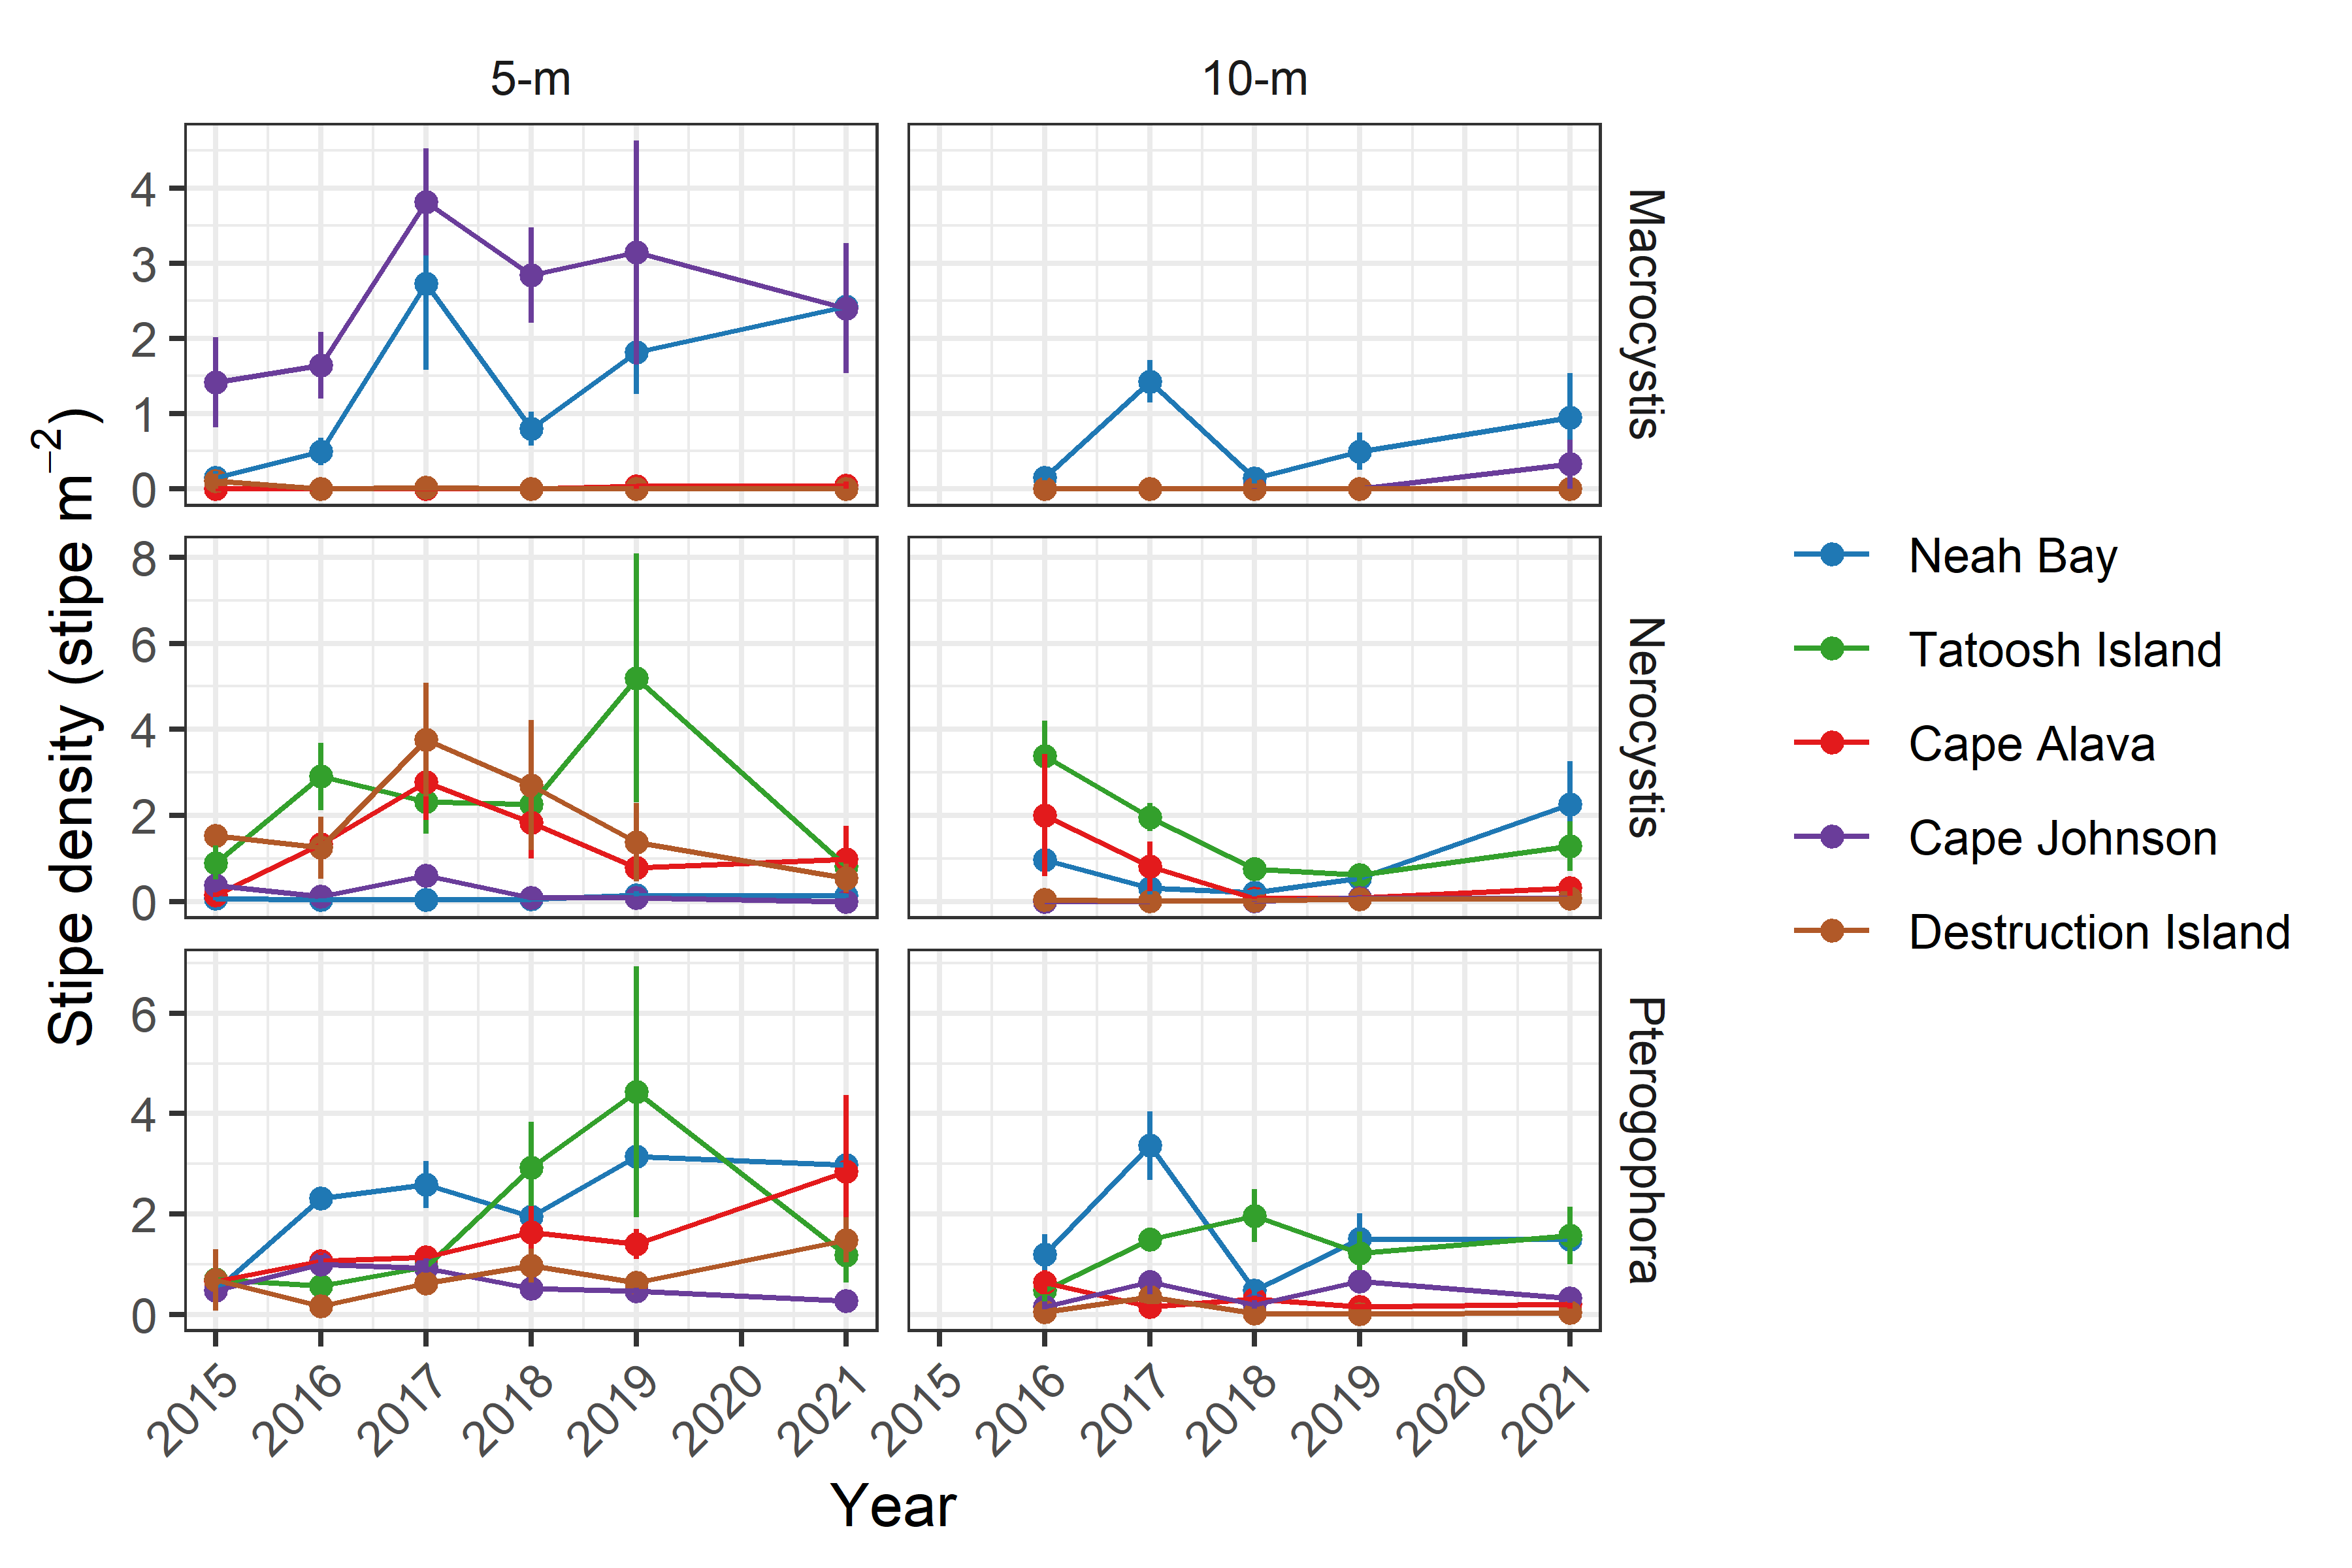 5-m
10-m
Stipe density (stipe m⁻²)
4
3
2
1
0
Macrocystis
8
6
4
2
0
Nerocystis
6
4
2
0
Pterogophora
2015
2016
2017
2018
2019
2020
2021
2015
2016
2017
2018
2019
2020
2021
Year
Neah Bay
Tatoosh Island
Cape Alava
Cape Johnson
Destruction Island